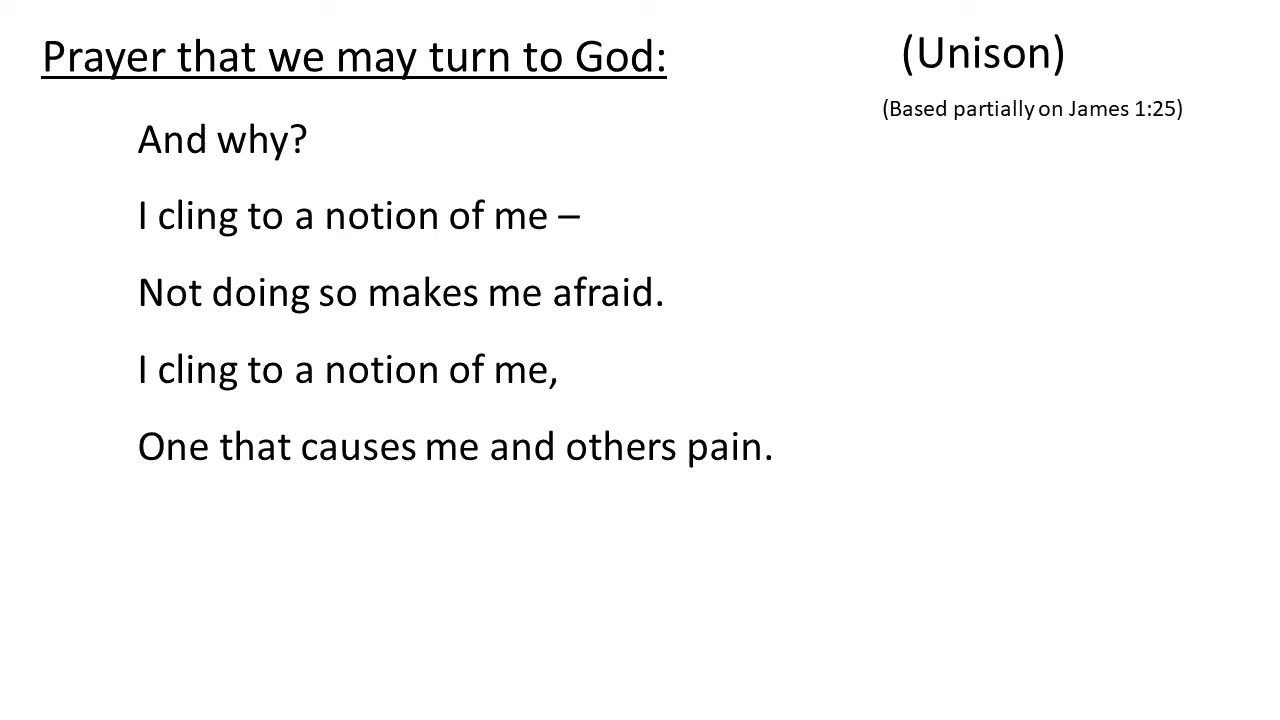 Prayer that we may turn to God:
(Unison)
(Based partially on James 1:25)
And why?
I cling to a notion of me –
Not doing so makes me afraid.
I cling to a notion of me,
One that causes me and others pain.